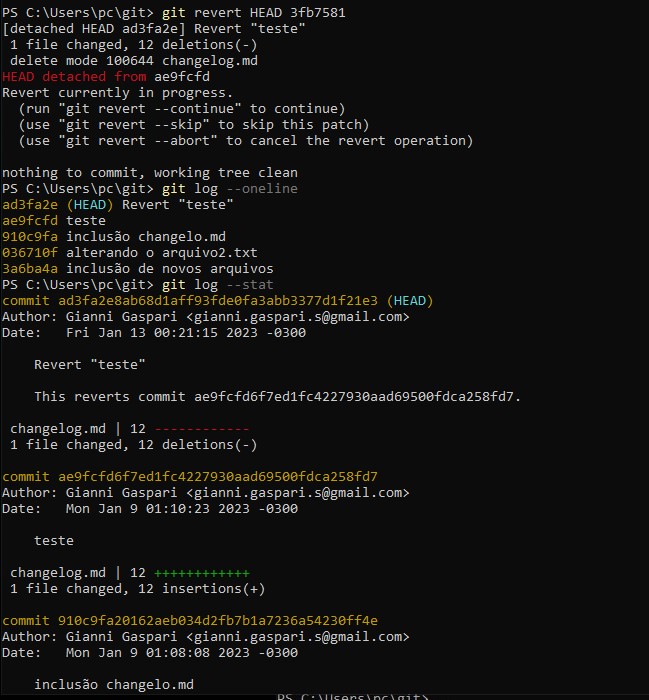 PS C:\Users\pc\git> git revert HEAD 3fb7581
[detached HEAD ad3fa2e] Revert "teste"
1 file changed, 12 deletions(-)
delete mode 100644 changelog.md
HEAD detached from ae9fcfd
Revert currently in progress.
(run "git revert --continue" to continue)
(use "git revert --skip" to skip this patch)
(use "git revert --abort" to cancel the revert operation)
nothing to commit, working tree clean
PS C:\Users\pc\git> git log --oneline
ad3fa2e (HEAD) Revert "teste"
ae9fcfd teste
910c9fa inclusão changelo.md
036710f alterando o arquivo2.txt
3a6ba4a inclusão de novos arquivos
PS C:\Users\pc\git> git log --stat
commit ad3fa2e8ab68d1aff93fde0fa3abb3377d1f21e3 (HEAD)
Author: Gianni Gaspari <gianni.gaspari.s@gmail.com>
Date:   Fri Jan 13 00:21:15 2023 -0300
Revert "teste"
This reverts commit ae9fcfd6f7ed1fc4227930aad69500fdca258fd7.
changelog.md | 12 ------------
1 file changed, 12 deletions(-)
commit ae9fcfd6f7ed1fc4227930aad69500fdca258fd7
Author: Gianni Gaspari <gianni.gaspari.s@gmail.com>
Date:   Mon Jan 9 01:10:23 2023 -0300
teste
changelog.md | 12 ++++++++++++
1 file changed, 12 insertions(+)
commit 910c9fa20162aeb034d2fb7b1a7236a54230ff4e
Author: Gianni Gaspari <gianni.gaspari.s@gmail.com>
Date:   Mon Jan 9 01:08:08 2023 -0300
inclusão changelo.md
PS C:\Users\pc\git>